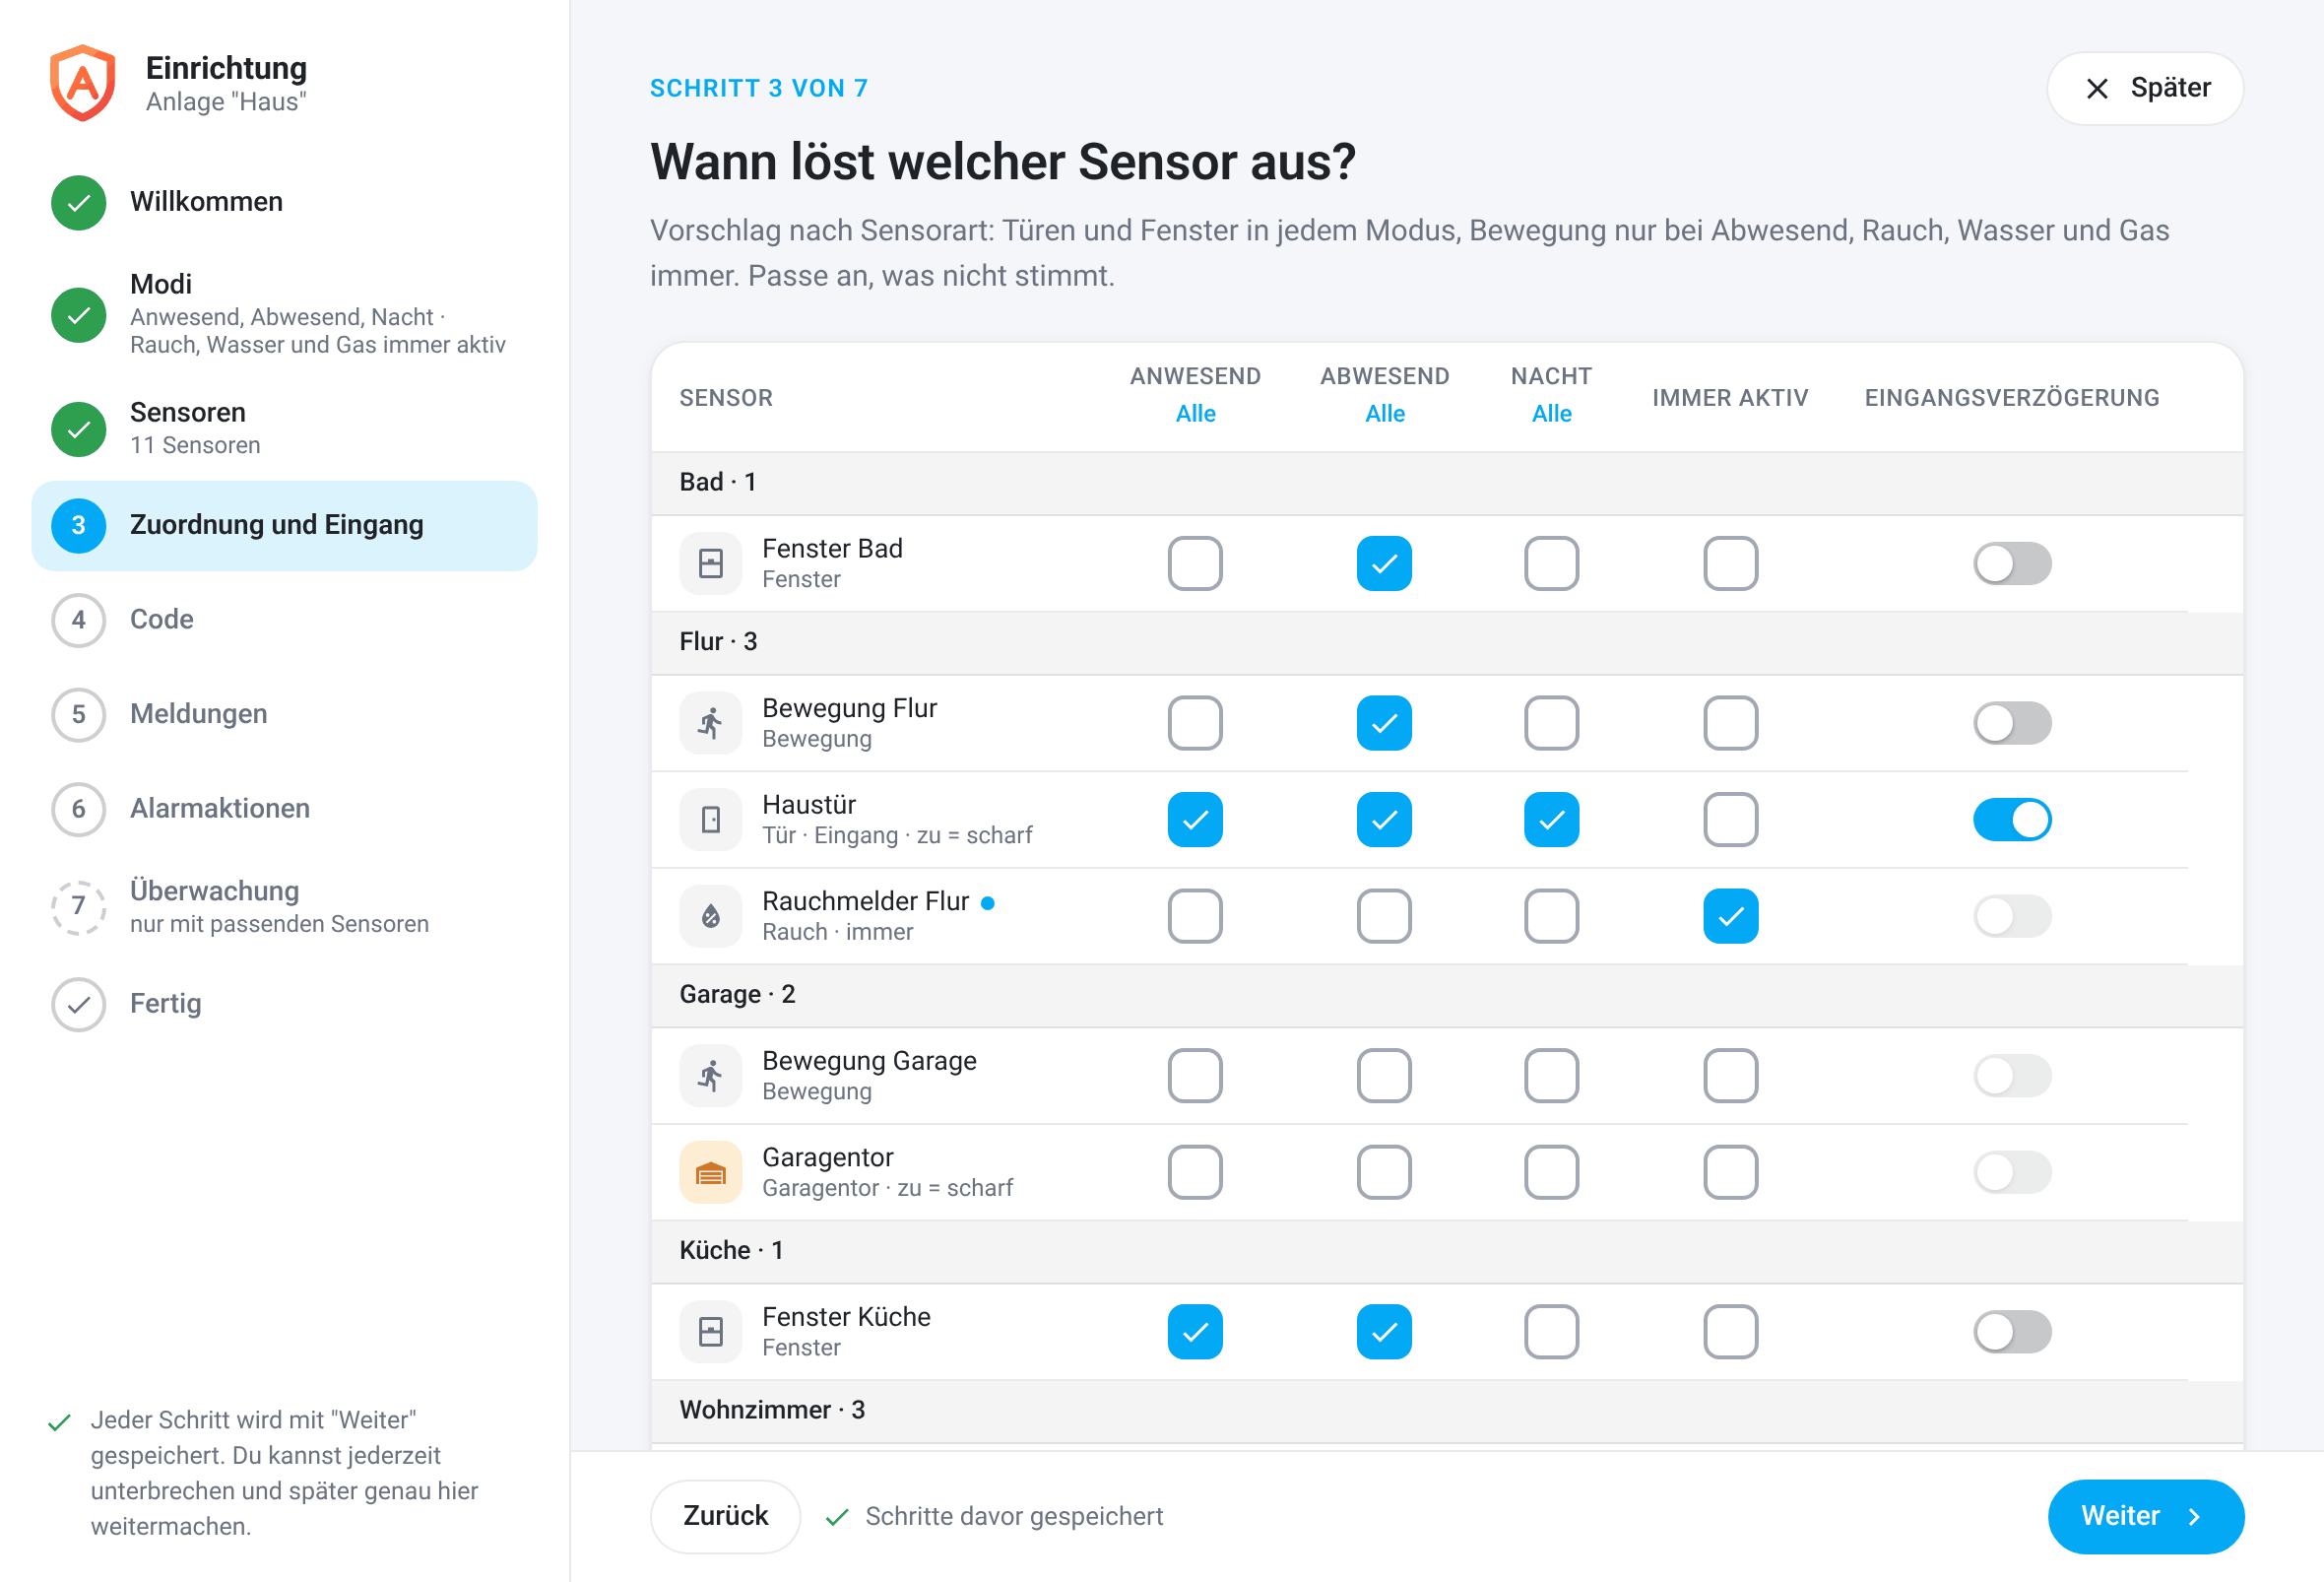 Einrichtung
Anlage "Haus"
Willkommen
Modi
Anwesend, Abwesend, Nacht ·
Rauch, Wasser und Gas immer aktiv
Sensoren
11 Sensoren
3 Zuordnung und Eingang
4 Code
5 Meldungen
6 Alarmaktionen
7 Überwachung
nur mit passenden Sensoren
Fertig
Jeder Schritt wird mit "Weiter"
gespeichert. Du kannst jederzeit
unterbrechen und später genau hier
weitermachen.
SCHRITT 3 VON 7
Später
Wann löst welcher Sensor aus?
Vorschlag nach Sensorart: Türen und Fenster in jedem Modus, Bewegung nur bei Abwesend, Rauch, Wasser und Gas
immer. Passe an, was nicht stimmt.
SENSOR ANWESEND ABWESEND NACHT IMMER AKTIV EINGANGSVERZÖGERUNG
Alle Alle Alle
Bad · 1
Fenster Bad
Fenster
Flur · 3
Bewegung Flur
Bewegung
Haustür
Tür · Eingang · zu = scharf
Rauchmelder Flur
Rauch · immer
Garage · 2
Bewegung Garage
Bewegung
Garagentor
Garagentor · zu = scharf
Küche · 1
Fenster Küche
Fenster
Wohnzimmer · 3
Zurück
Schritte davor gespeichert
Weiter